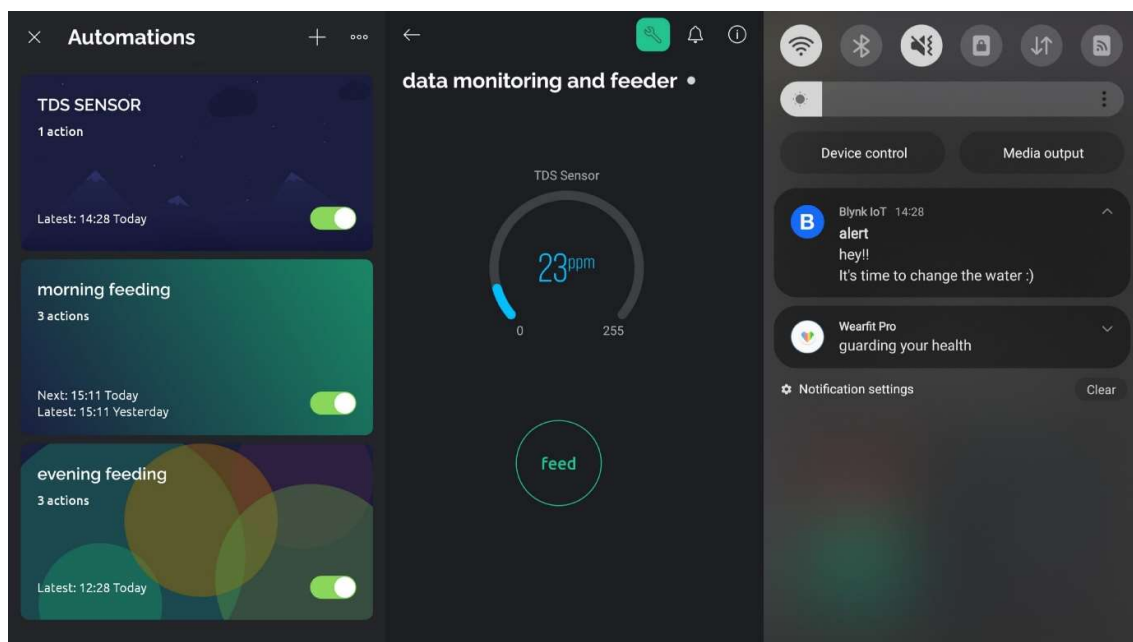 Automations
TDS SENSOR
1 action
Latest: 14:28 Today
morning feeding
3 actions
Next: 15:11 Today
Latest: 15:11 Yesterday
evening feeding
3 actions
Latest: 12:28 Today
data monitoring and feeder
TDS Sensor
23ppm
0 255
feed
Device control Media output
B
Blynk IoT 14:28
alert
hey!!
It's time to change the water :)
Wearfit Pro
guarding your health
Notification settings Clear